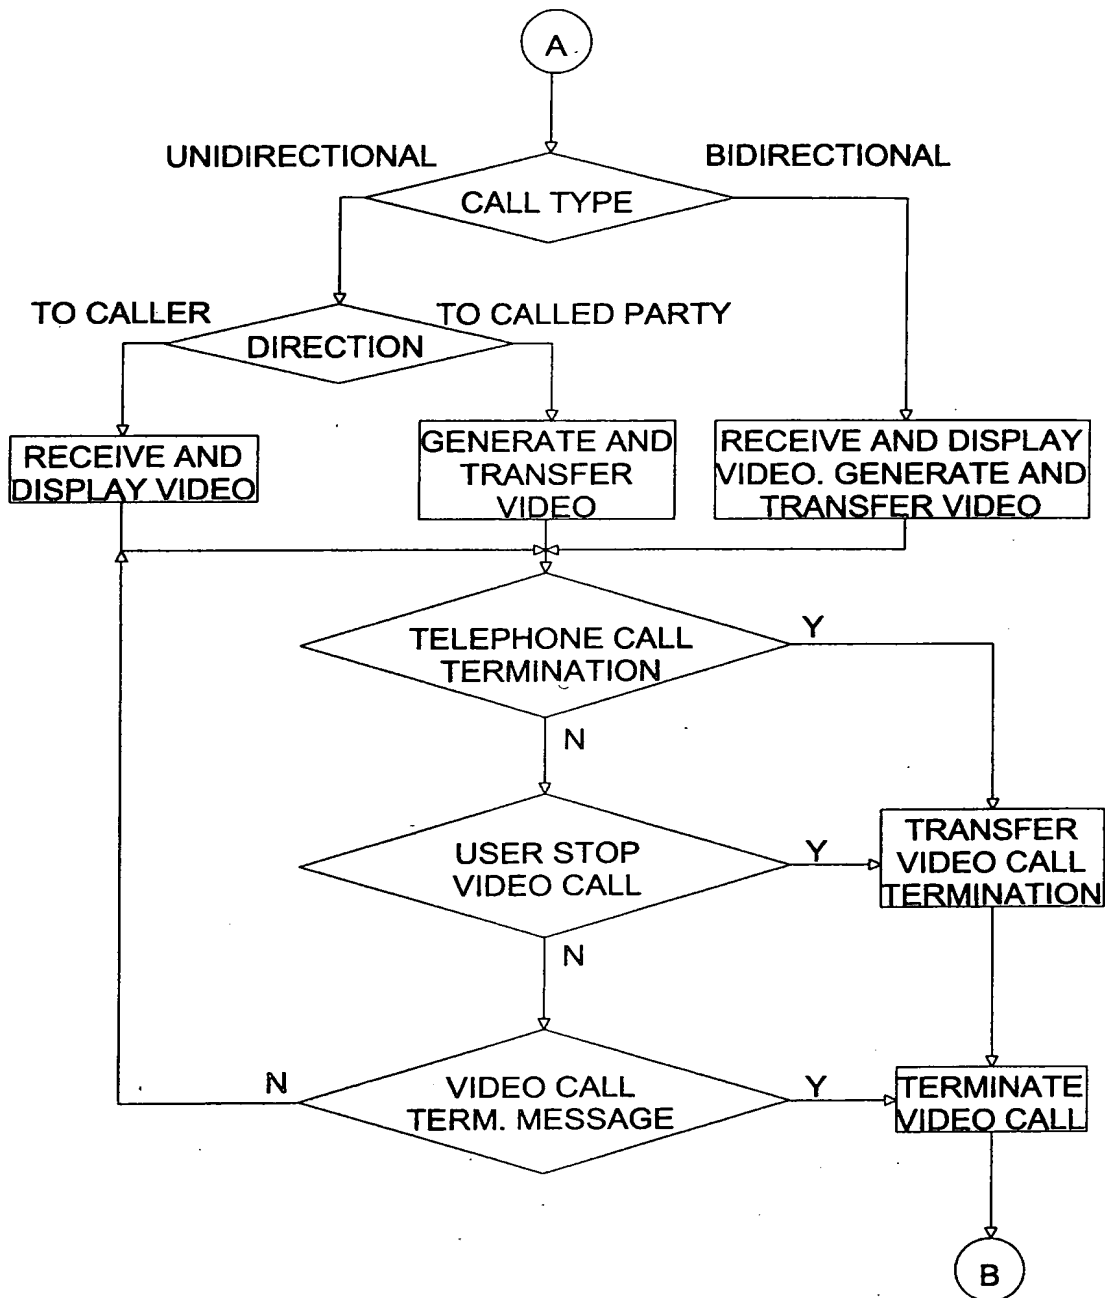 A
UNIDIRECTIONAL
BIDIRECTIONAL
CALL TYPE
TO CALLER
TO CALLED PARTY
DIRECTION
RECEIVE AND
DISPLAY VIDEO
GENERATE AND
TRANSFER
VIDEO
RECEIVE AND DISPLAY
VIDEO. GENERATE AND
TRANSFER VIDEO
TELEPHONE CALL
TERMINATION
Y
N
USER STOP
VIDEO CALL
Y
TRANSFER
VIDEO CALL
TERMINATION
N
N
VIDEO CALL
TERM. MESSAGE
Y
TERMINATE
VIDEO CALL
B